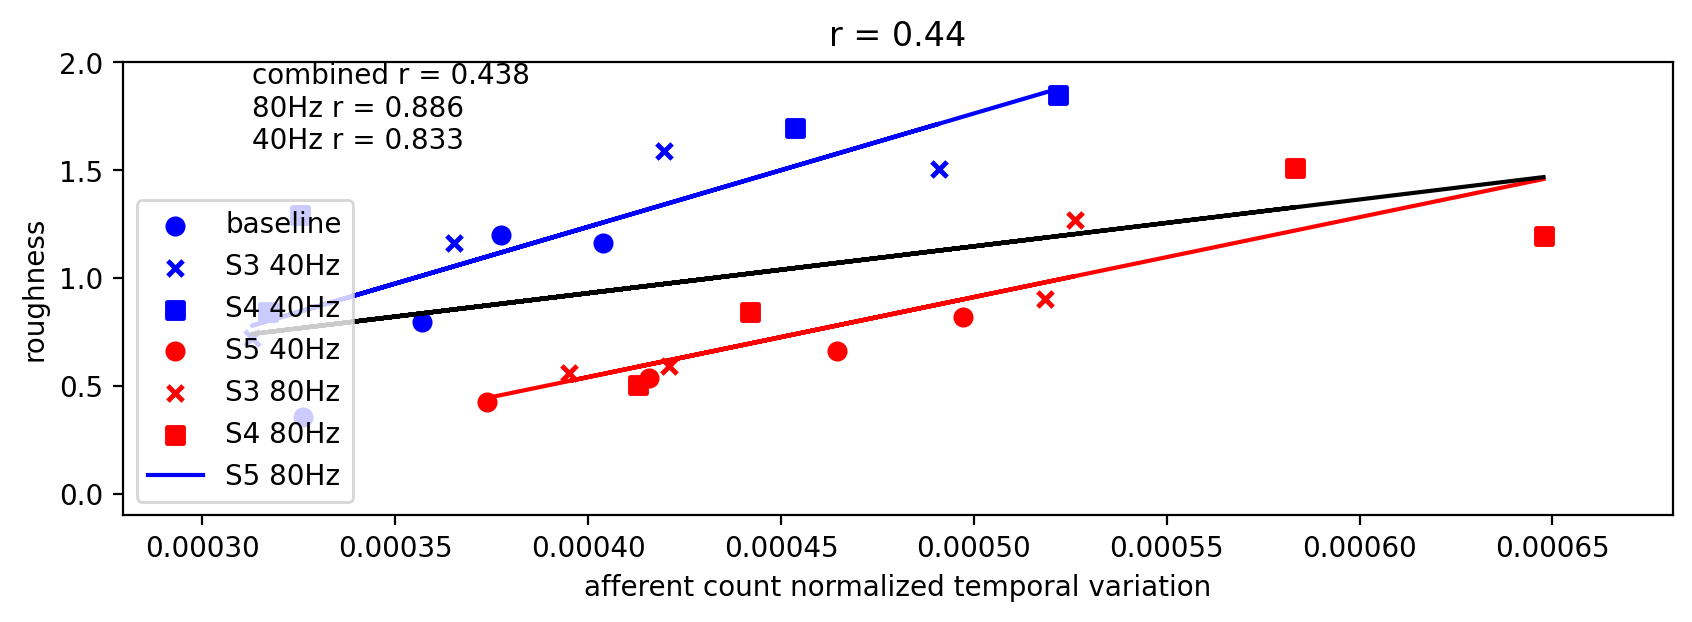 r = 0.44
combined r = 0.438
80Hz r = 0.886
40Hz r = 0.833
2.0
1.5
1.0
0.5
0.0
roughness
baseline
S3 40Hz
S4 40Hz
S5 40Hz
S3 80Hz
S4 80Hz
S5 80Hz
0.00030 0.00035 0.00040 0.00045 0.00050 0.00055 0.00060 0.00065
afferent count normalized temporal variation